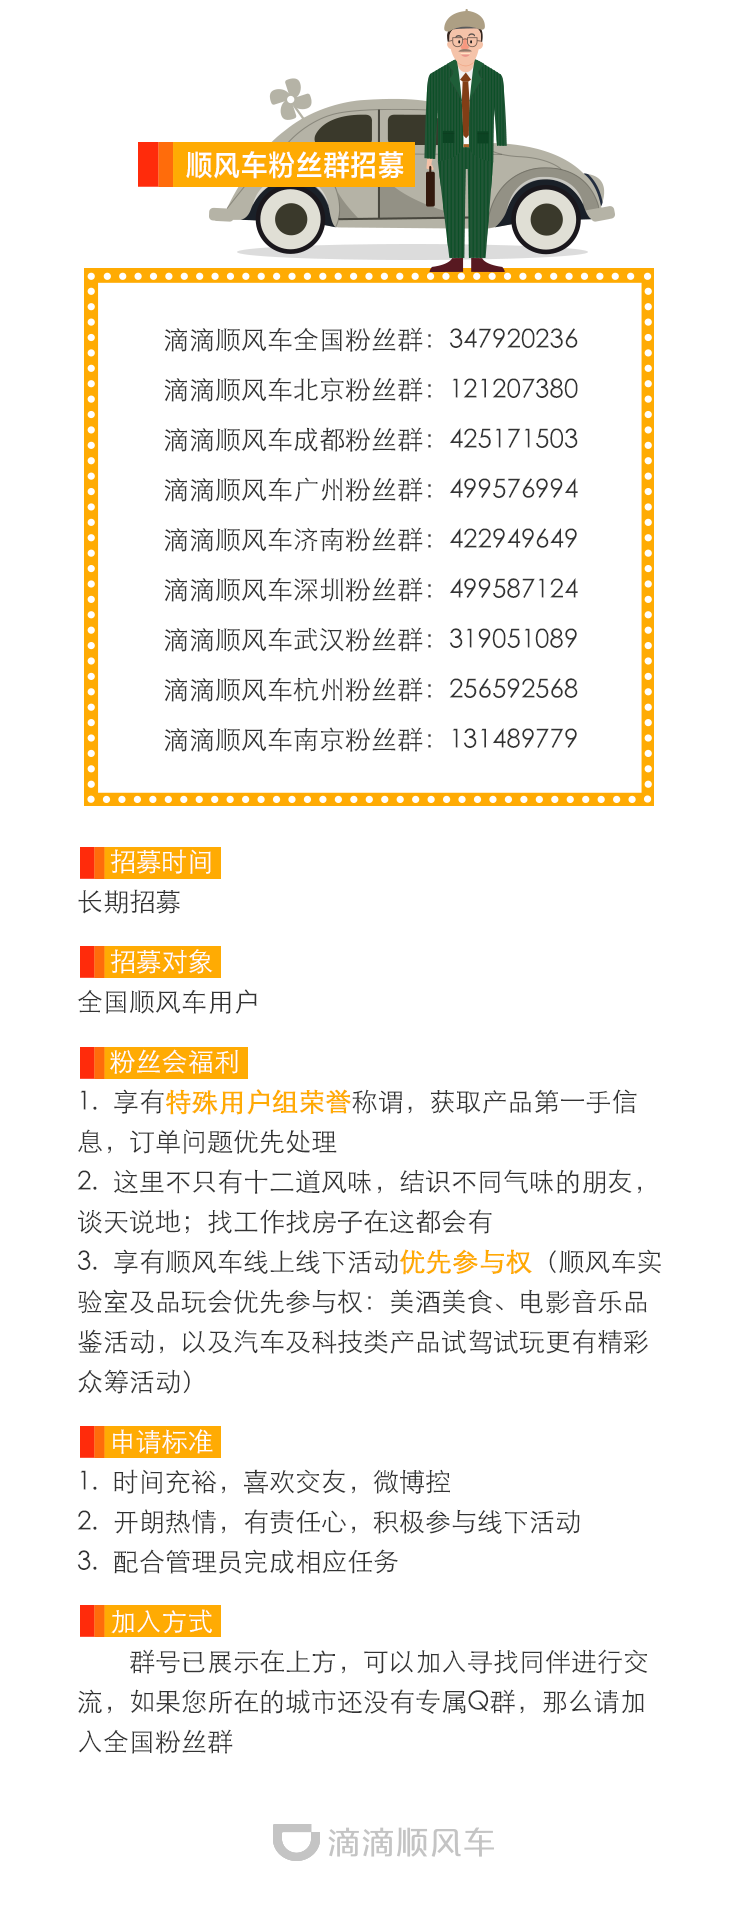 顺风车粉丝群招募
滴滴顺风车全国粉丝群：347920236
滴滴顺风车北京粉丝群：121207380
滴滴顺风车成都粉丝群：425171503
滴滴顺风车广州粉丝群：499576994
滴滴顺风车济南粉丝群：422949649
滴滴顺风车深圳粉丝群：499587124
滴滴顺风车武汉粉丝群：319051089
滴滴顺风车杭州粉丝群：256592568
滴滴顺风车南京粉丝群：131489779
招募时间
长期招募
招募对象
全国顺风车用户
粉丝会福利
1. 享有特殊用户组荣誉称谓，获取产品第一手信
息，订单问题优先处理
2. 这里不只有十二道风味，结识不同气味的朋友，
谈天说地；找工作找房子在这都会有
3. 享有顺风车线上线下活动优先参与权（顺风车实
验室及品玩会优先参与权：美酒美食、电影音乐品
鉴活动，以及汽车及科技类产品试驾试玩更有精彩
众筹活动）
申请标准
1. 时间充裕，喜欢交友，微博控
2. 开朗热情，有责任心，积极参与线下活动
3. 配合管理员完成相应任务
加入方式
群号已展示在上方，可以加入寻找同伴进行交
流，如果您所在的城市还没有专属Q群，那么请加
入全国粉丝群
滴滴顺风车